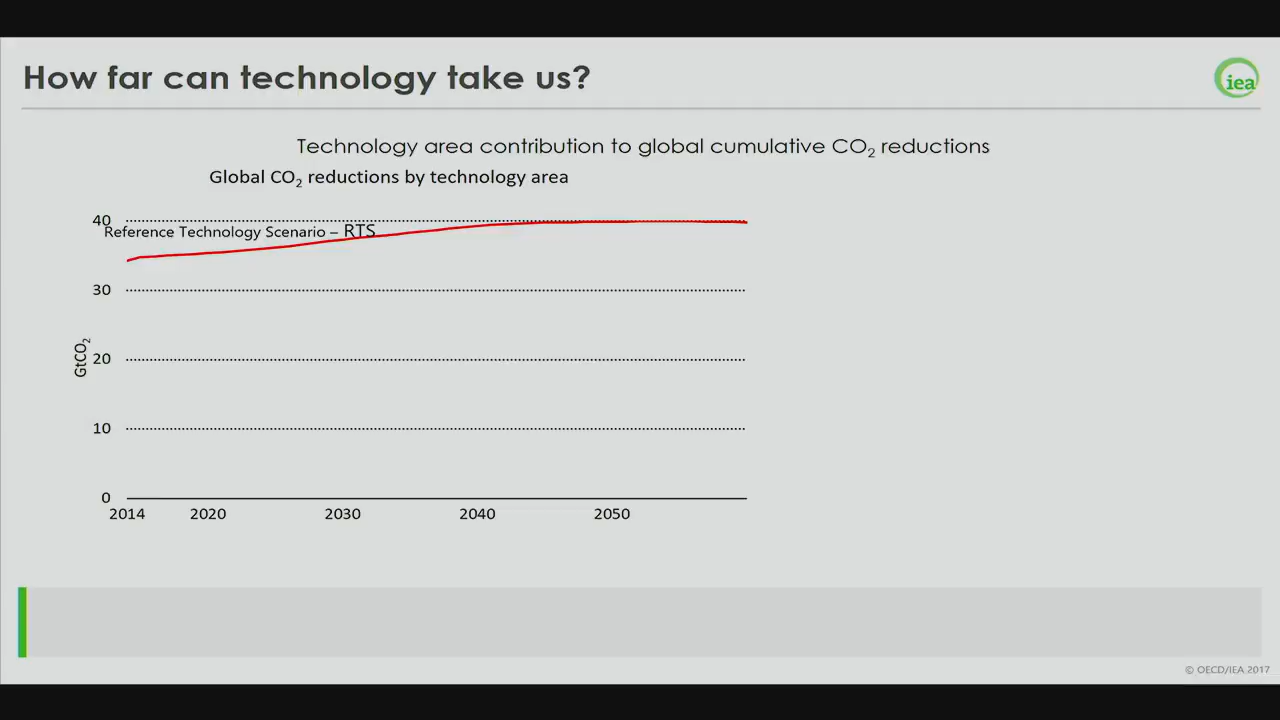 How far can technology take us?
iea
Technology area contribution to global cumulative CO₂ reductions
Global CO₂ reductions by technology area
40
Reference Technology Scenario – RTS
30
GtCO₂
20
10
0
2014 2020 2030 2040 2050
© OECD/IEA 2017